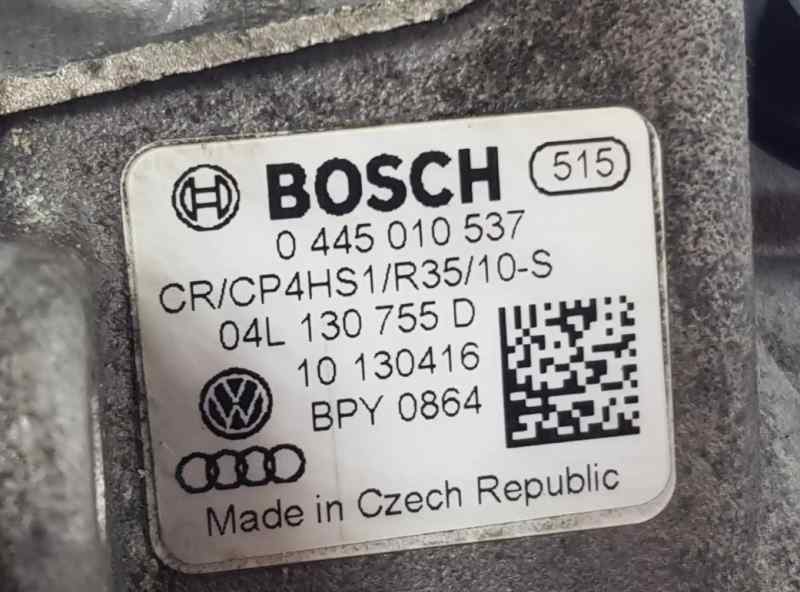 BOSCH 515
0 445 010 537
CR/CP4HS1/R35/10-S
04L 130 755 D
10 130416
BPY 0864
Made in Czech Republic